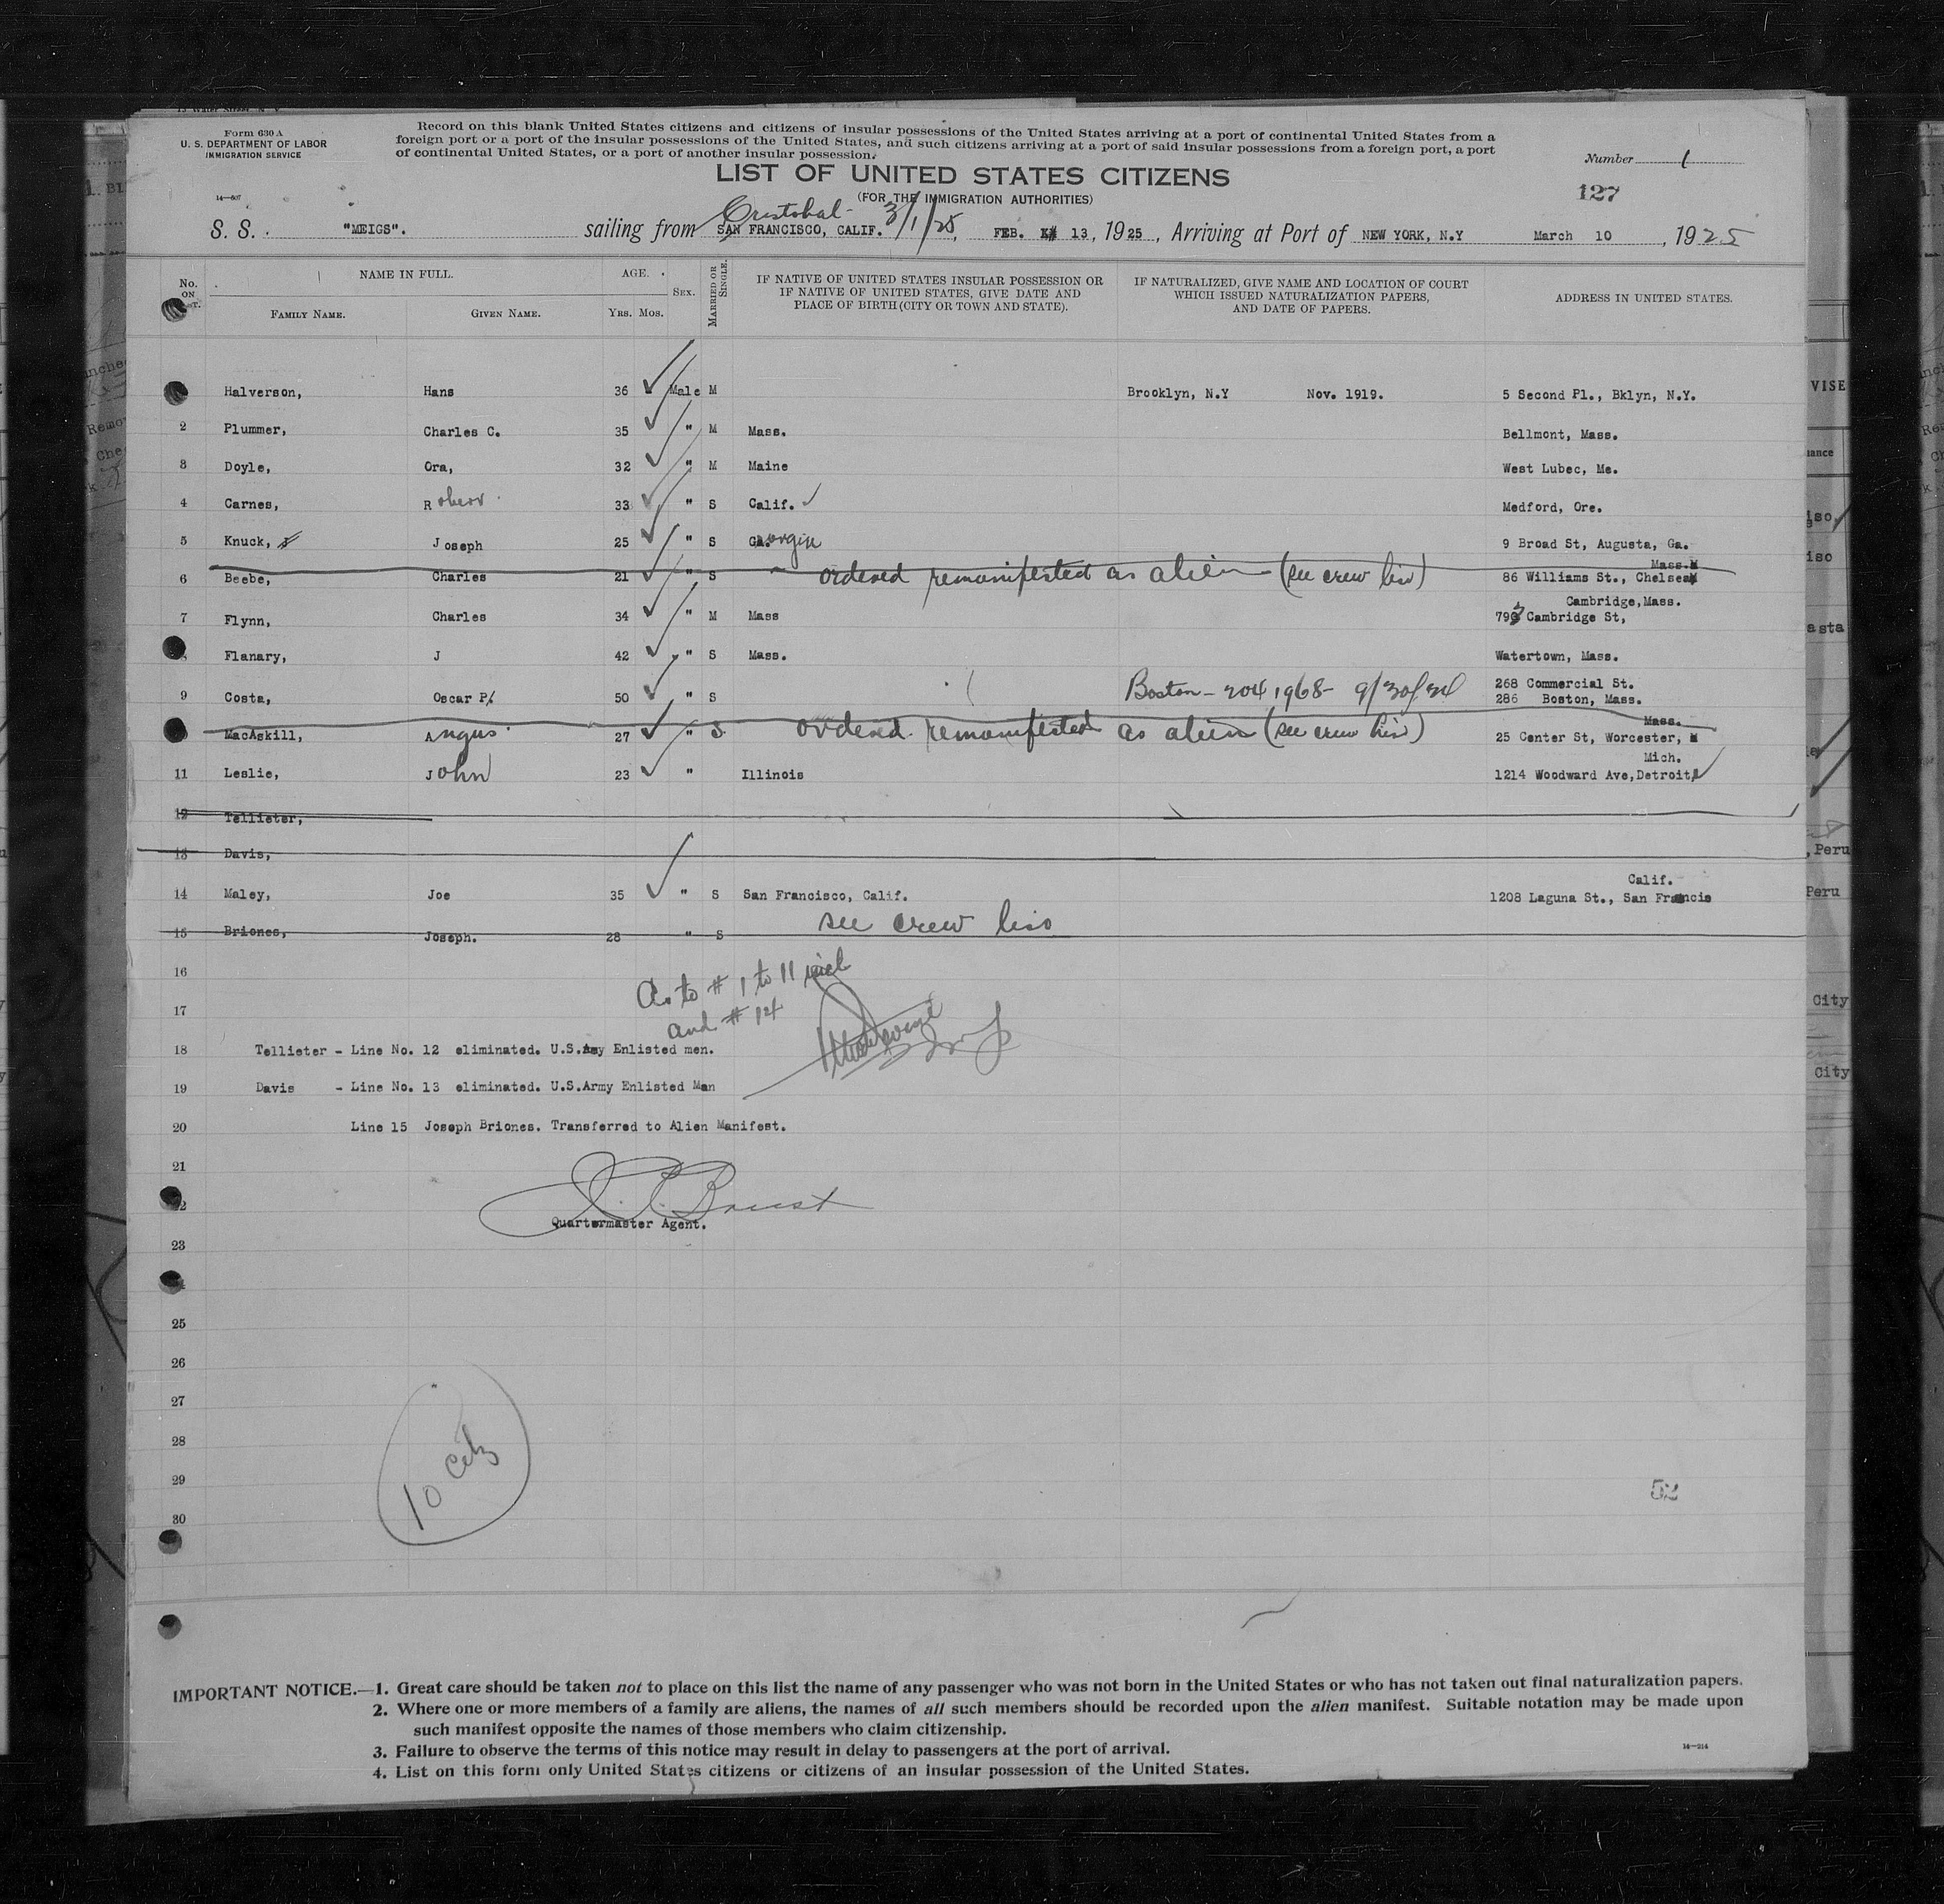 Form 630 A
U. S. DEPARTMENT OF LABOR
IMMIGRATION SERVICE
14—607
Record on this blank United States citizens and citizens of insular possessions of the United States arriving at a port of continental United States from a
foreign port or a port of the insular possessions of the United States, and such citizens arriving at a port of said insular possessions from a foreign port, a port
of continental United States, or a port of another insular possession.
Number 1
LIST OF UNITED STATES CITIZENS
127
(FOR THE IMMIGRATION AUTHORITIES)
Cristobal- 3/1/25
S. S. "MEIGS". sailing from SAN FRANCISCO, CALIF. FEB. 13, 1925, Arriving at Port of NEW YORK, N.Y March 10, 1925
No. ON LIST. NAME IN FULL. FAMILY NAME. GIVEN NAME. AGE. YRS. MOS. SEX. MARRIED OR SINGLE. IF NATIVE OF UNITED STATES INSULAR POSSESSION OR IF NATIVE OF UNITED STATES, GIVE DATE AND PLACE OF BIRTH (CITY OR TOWN AND STATE). IF NATURALIZED, GIVE NAME AND LOCATION OF COURT WHICH ISSUED NATURALIZATION PAPERS, AND DATE OF PAPERS. ADDRESS IN UNITED STATES.
Halverson, Hans 36 Male M Brooklyn, N.Y Nov. 1919. 5 Second Pl., Bklyn, N.Y.
2 Plummer, Charles C. 35 " M Mass. Bellmont, Mass.
3 Doyle, Ora, 32 " M Maine West Lubec, Me.
4 Carnes, Robert 33 " S Calif. Medford, Ore.
5 Knuck, Joseph 25 " S Georgia 9 Broad St, Augusta, Ga.
6 Beebe, Charles 21 " S ordered remanifested as alien (see crew list) 86 Williams St., Chelsea Mass.
7 Flynn, Charles 34 " M Mass 793 Cambridge St, Cambridge, Mass.
Flanary, J 42 " S Mass. Watertown, Mass.
9 Costa, Oscar P. 50 " S Boston - 2041968- 9/30/24 268 Commercial St.
286 Boston, Mass.
MacAskill, Angus 27 " S ordered remanifested as alien (see crew list) 25 Center St, Worcester, Mass.
11 Leslie, John 23 " Illinois 1214 Woodward Ave, Detroit, Mich.
12 Tellister,
13 Davis,
14 Maley, Joe 35 " S San Francisco, Calif. 1208 Laguna St., San Francis Calif.
15 Briones, Joseph. 28 " S see crew list
16
As to # 1 to 11 incl
17
and # 14
18 Tellister - Line No. 12 eliminated. U.S.Army Enlisted men.
19 Davis - Line No. 13 eliminated. U.S.Army Enlisted Man
20 Line 15 Joseph Briones. Transferred to Alien Manifest.
21
Quartermaster Agent.
23
25
26
27
28
10 citz
29
52
30
IMPORTANT NOTICE.—1. Great care should be taken not to place on this list the name of any passenger who was not born in the United States or who has not taken out final naturalization papers.
2. Where one or more members of a family are aliens, the names of all such members should be recorded upon the alien manifest. Suitable notation may be made upon
such manifest opposite the names of those members who claim citizenship.
3. Failure to observe the terms of this notice may result in delay to passengers at the port of arrival.
14—214
4. List on this form only United States citizens or citizens of an insular possession of the United States.